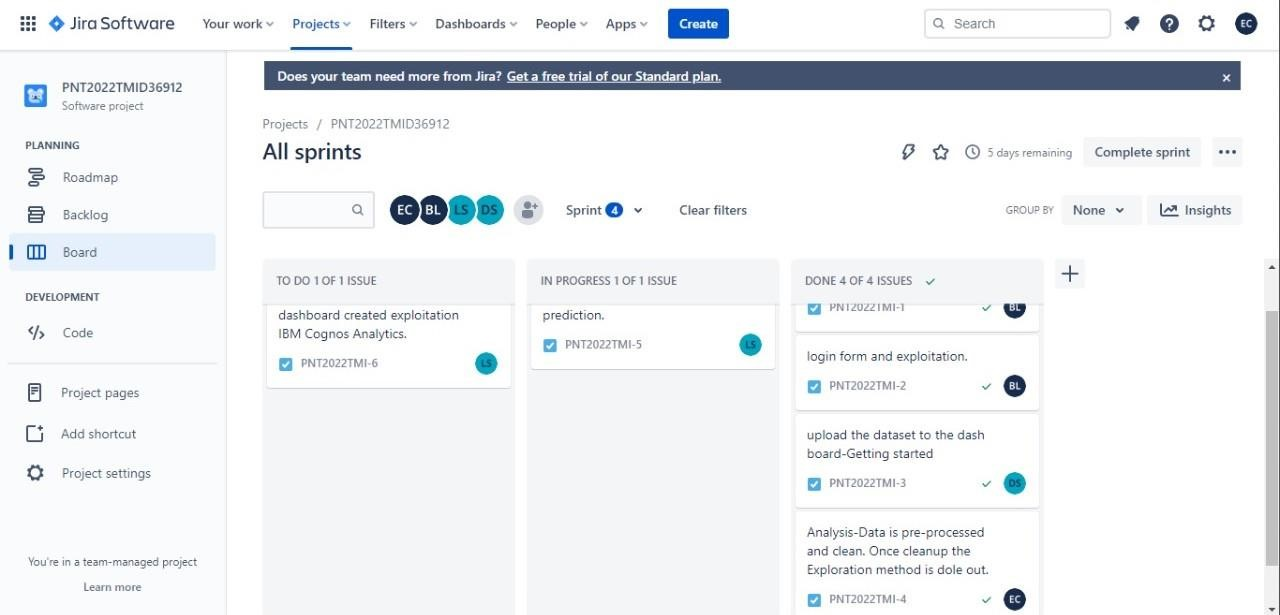 Jira Software
Your work
Projects
Filters
Dashboards
People
Apps
Create
Search
EC
PNT2022TMID36912
Software project
PLANNING
Roadmap
Backlog
Board
DEVELOPMENT
Code
Project pages
Add shortcut
Project settings
You're in a team-managed project
Learn more
Does your team need more from Jira? Get a free trial of our Standard plan.
Projects / PNT2022TMID36912
All sprints
5 days remaining
Complete sprint
EC BL LS DS
Sprint 4
Clear filters
GROUP BY
None
Insights
TO DO 1 OF 1 ISSUE
dashboard created exploitation
IBM Cognos Analytics.
PNT2022TMI-6
LS
IN PROGRESS 1 OF 1 ISSUE
prediction.
PNT2022TMI-5
LS
DONE 4 OF 4 ISSUES
PNT2022TMI-1
BL
login form and exploitation.
PNT2022TMI-2
BL
upload the dataset to the dash
board-Getting started
PNT2022TMI-3
DS
Analysis-Data is pre-processed
and clean. Once cleanup the
Exploration method is dole out.
PNT2022TMI-4
EC